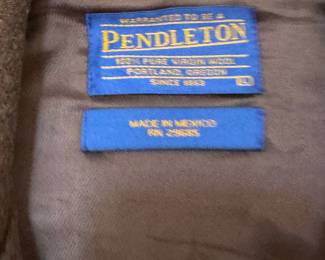 WARRANTED TO BE A
PENDLETON
100% PURE VIRGIN WOOL
PORTLAND, OREGON
SINCE 1863
MADE IN MEXICO
RN 29685